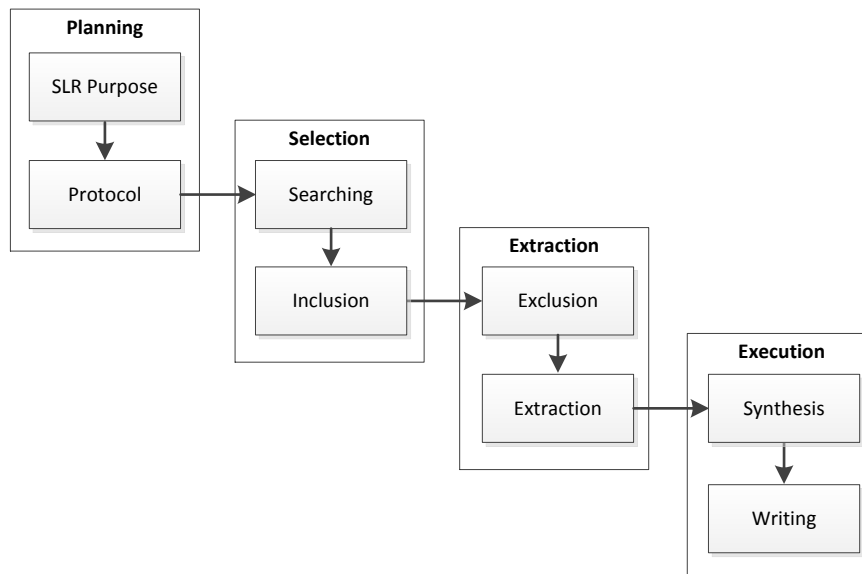 Planning
SLR Purpose
Protocol
Selection
Searching
Inclusion
Extraction
Exclusion
Extraction
Execution
Synthesis
Writing